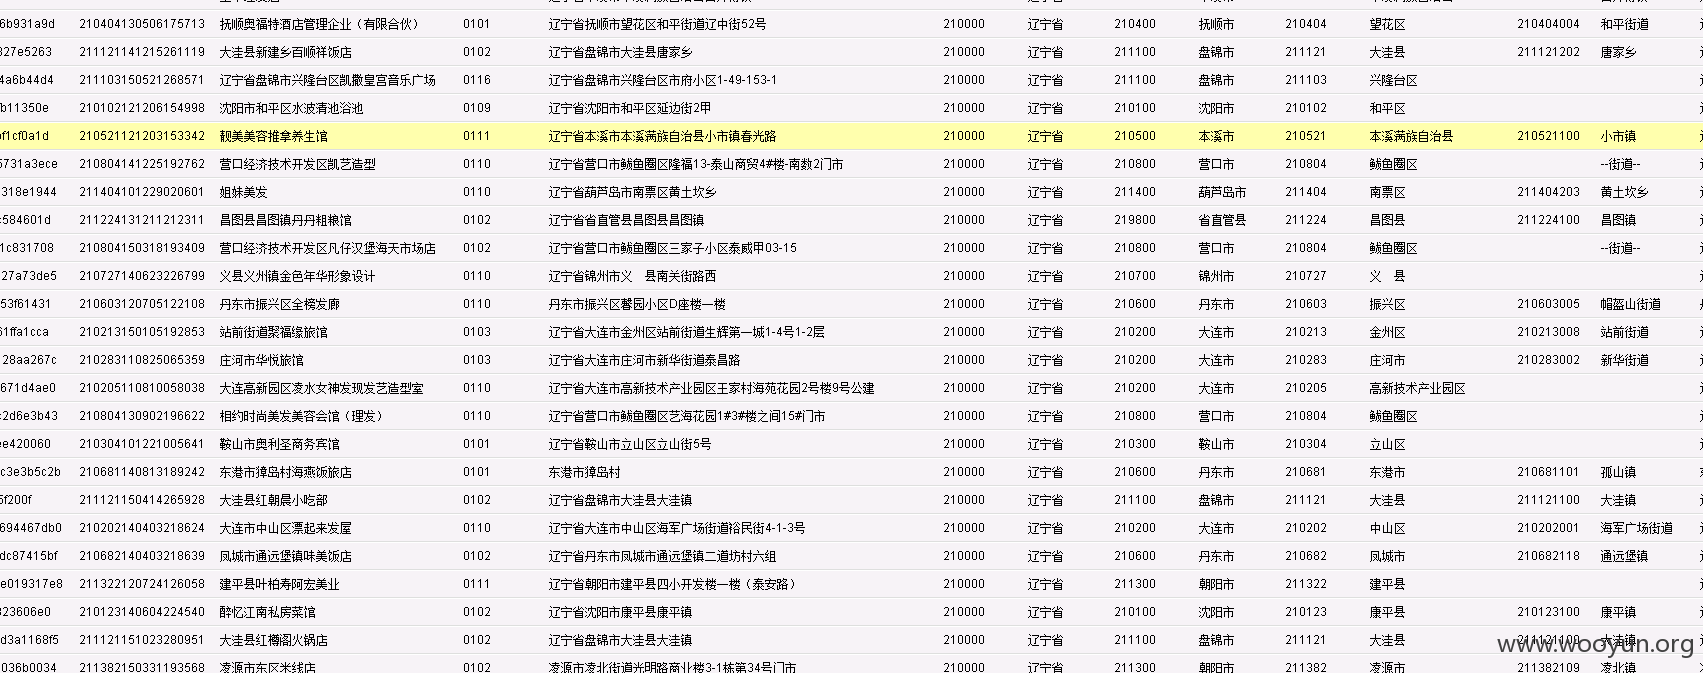 6b931a9d 210404130506175713 抚顺奥福特酒店管理企业（有限合伙） 0101 辽宁省抚顺市望花区和平街道辽中街52号 210000 辽宁省 210400 抚顺市 210404 望花区 210404004 和平街道
327e5263 211121141215261119 大洼县新建乡百顺祥饭店 0102 辽宁省盘锦市大洼县唐家乡 210000 辽宁省 211100 盘锦市 211121 大洼县 211121202 唐家乡
4a6b44d4 211103150521268571 辽宁省盘锦市兴隆台区凯撒皇宫音乐广场 0116 辽宁省盘锦市兴隆台区市府小区1-49-153-1 210000 辽宁省 211100 盘锦市 211103 兴隆台区
b11350e 210102121206154998 沈阳市和平区水波清池浴池 0109 辽宁省沈阳市和平区延边街2甲 210000 辽宁省 210100 沈阳市 210102 和平区
f1cf0a1d 210521121203153342 靓美美容推拿养生馆 0111 辽宁省本溪市本溪满族自治县小市镇春光路 210000 辽宁省 210500 本溪市 210521 本溪满族自治县 210521100 小市镇
5731a3ece 210804141225192762 营口经济技术开发区凯艺造型 0110 辽宁省营口市鲅鱼圈区隆福13-泰山商贸4#楼-南数2门市 210000 辽宁省 210800 营口市 210804 鲅鱼圈区 --街道--
318e1944 211404101229020601 姐妹美发 0110 辽宁省葫芦岛市南票区黄土坎乡 210000 辽宁省 211400 葫芦岛市 211404 南票区 211404203 黄土坎乡
c584601d 211224131211212311 昌图县昌图镇丹丹粗粮馆 0102 辽宁省省直管县昌图县昌图镇 210000 辽宁省 219800 省直管县 211224 昌图县 211224100 昌图镇
1c831708 210804150318193409 营口经济技术开发区凡仔汉堡海天市场店 0102 辽宁省营口市鲅鱼圈区三家子小区泰威甲03-15 210000 辽宁省 210800 营口市 210804 鲅鱼圈区 --街道--
27a73de5 210727140623226799 义县义州镇金色年华形象设计 0110 辽宁省锦州市义　县南关街路西 210000 辽宁省 210700 锦州市 210727 义　县
53f61431 210603120705122108 丹东市振兴区全榜发廊 0110 丹东市振兴区馨园小区D座楼一楼 210000 辽宁省 210600 丹东市 210603 振兴区 210603005 帽盔山街道
61ffa1cca 210213150105192853 站前街道聚福缘旅馆 0103 辽宁省大连市金州区站前街道生辉第一城1-4号1-2层 210000 辽宁省 210200 大连市 210213 金州区 210213008 站前街道
28aa267c 210283110825065359 庄河市华悦旅馆 0103 辽宁省大连市庄河市新华街道泰昌路 210000 辽宁省 210200 大连市 210283 庄河市 210283002 新华街道
671d4ae0 210205110810058038 大连高新园区凌水女神发现发艺造型室 0110 辽宁省大连市高新技术产业园区王家村海苑花园2号楼9号公建 210000 辽宁省 210200 大连市 210205 高新技术产业园区
c2d6e3b43 210804130902196622 相约时尚美发美容会馆（理发） 0110 辽宁省营口市鲅鱼圈区艺海花园1#3#楼之间15#门市 210000 辽宁省 210800 营口市 210804 鲅鱼圈区
ee420060 210304101221005641 鞍山市奥利圣商务宾馆 0101 辽宁省鞍山市立山区立山街5号 210000 辽宁省 210300 鞍山市 210304 立山区
c3e3b5c2b 210681140813189242 东港市獐岛村海燕饭旅店 0101 东港市獐岛村 210000 辽宁省 210600 丹东市 210681 东港市 210681101 孤山镇
5f200f 211121150414265928 大洼县红朝晨小吃部 0102 辽宁省盘锦市大洼县大洼镇 210000 辽宁省 211100 盘锦市 211121 大洼县 211121100 大洼镇
694467db0 210202140403218624 大连市中山区漂起来发屋 0110 辽宁省大连市中山区海军广场街道裕民街4-1-3号 210000 辽宁省 210200 大连市 210202 中山区 210202001 海军广场街道
dc87415bf 210682140403218639 凤城市通远堡镇味美饭店 0102 辽宁省丹东市凤城市通远堡镇二道坊村六组 210000 辽宁省 210600 丹东市 210682 凤城市 210682118 通远堡镇
e019317e8 211322120724126058 建平县叶柏寿阿宏美业 0111 辽宁省朝阳市建平县四小开发楼一楼（泰安路） 210000 辽宁省 211300 朝阳市 211322 建平县
323606e0 210123140604224540 醉忆江南私房菜馆 0102 辽宁省沈阳市康平县康平镇 210000 辽宁省 210100 沈阳市 210123 康平县 210123100 康平镇
d3a1168f5 211121151023280951 大洼县红樽阁火锅店 0102 辽宁省盘锦市大洼县大洼镇 210000 辽宁省 211100 盘锦市 211121 大洼县 211121100 大洼镇
www.wooyun.org
036b0034 211382150331193568 凌源市东区米线店 0102 凌源市凌北街道光明路商业楼3-1栋第34号门市 210000 辽宁省 211300 朝阳市 211382 凌源市 211382109 凌北镇